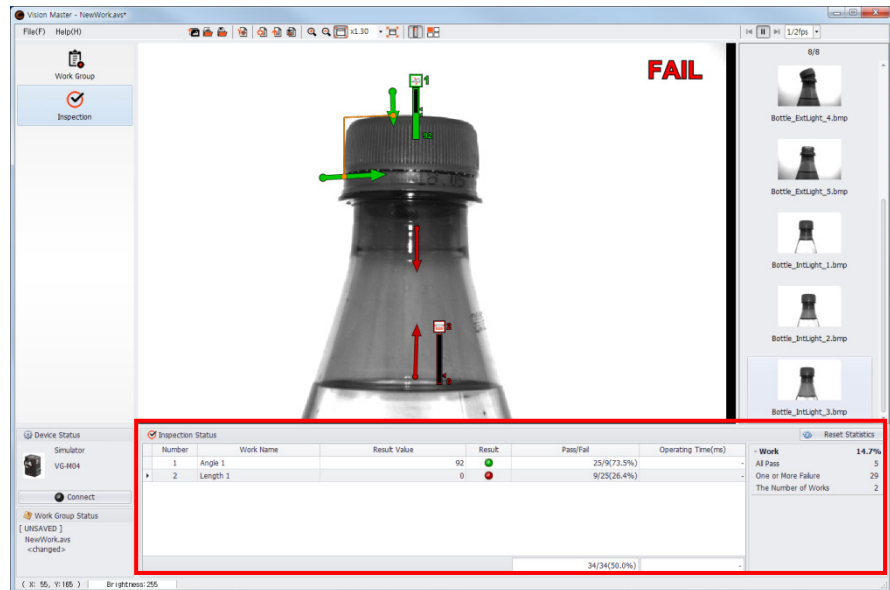 Vision Master - NewWork.avs*
File(F) Help(H)
x1.30
1/2fps
Work Group
Inspection
FAIL
1
92
8/8
Bottle_ExtLight_4.bmp
Bottle_ExtLight_5.bmp
Bottle_IntLight_1.bmp
Bottle_IntLight_2.bmp
Bottle_IntLight_3.bmp
Device Status
Simulator
VG-M04
Connect
Work Group Status
[ UNSAVED ]
NewWork.avs
<changed>
Inspection Status
Reset Statistics
Number Work Name Result Value Result Pass/Fail Operating Time(ms)
1 Angle 1 92 25/9(73.5%) -
2 Length 1 0 9/25(26.4%) -
34/34(50.0%) -
- Work 14.7%
All Pass 5
One or More Failure 29
The Number of Works 2
( X: 55, Y:165 ) Brightness:255